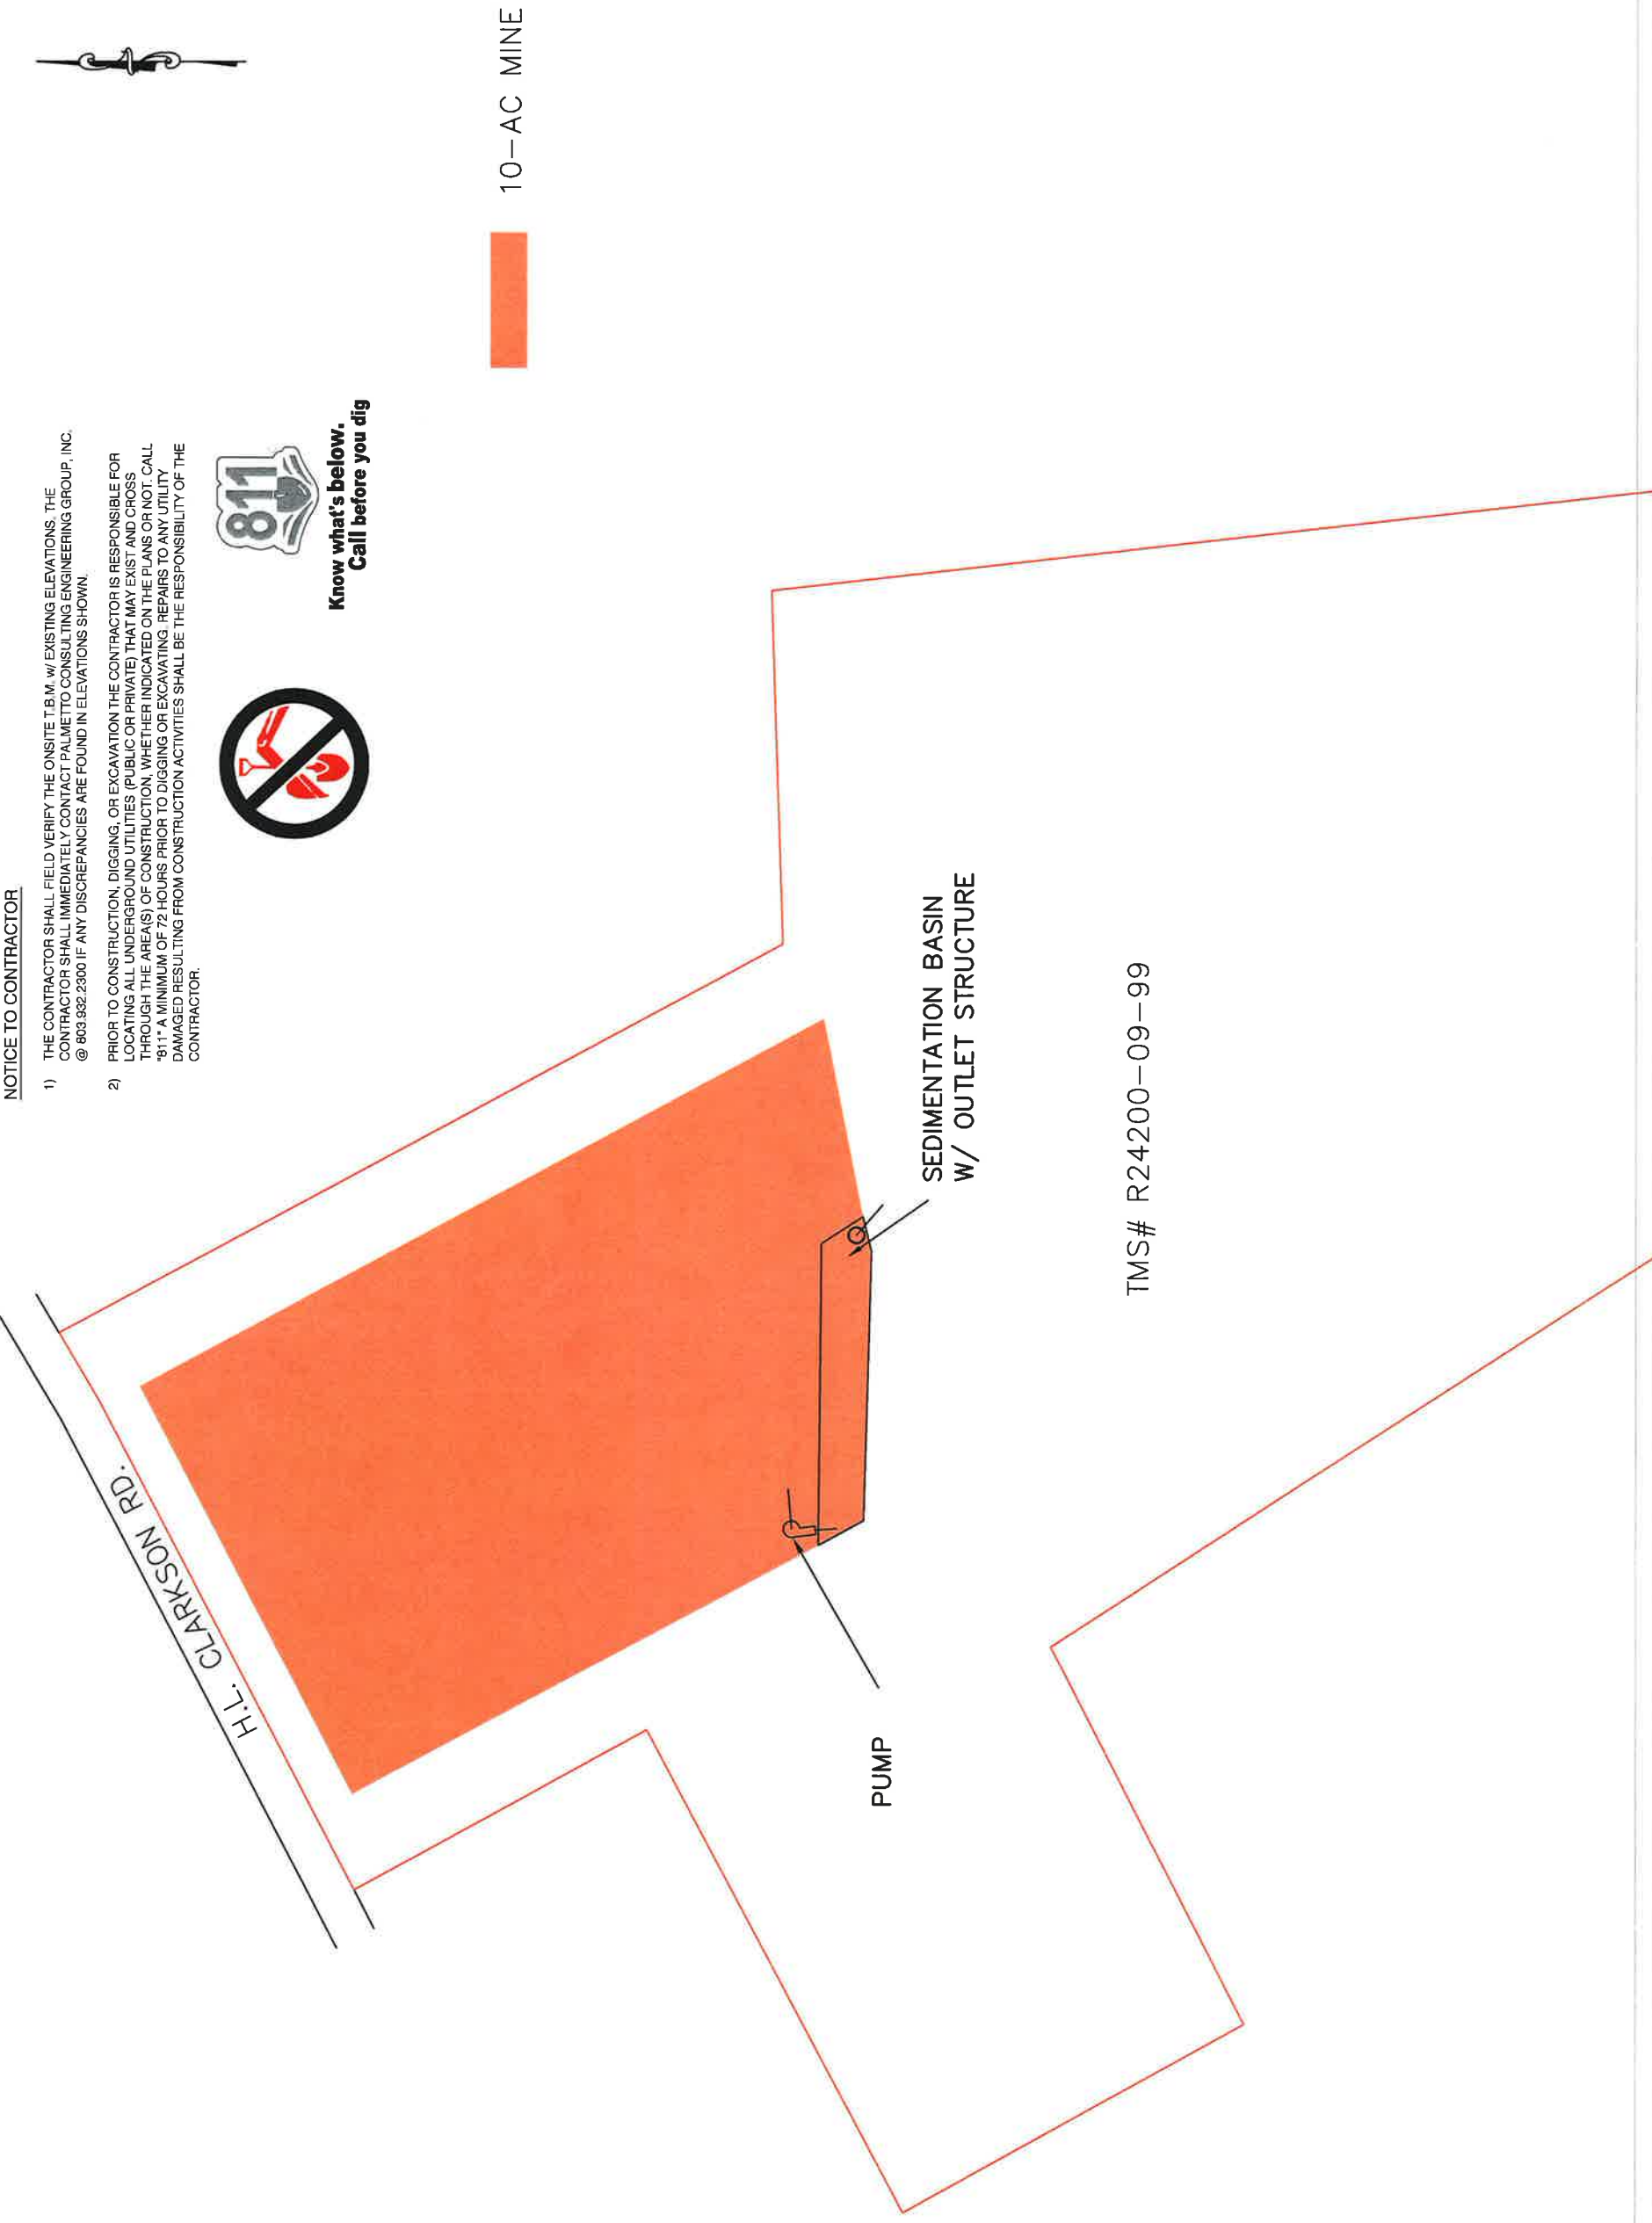 NOTICE TO CONTRACTOR
1) THE CONTRACTOR SHALL FIELD VERIFY THE ONSITE T.B.M. w/ EXISTING ELEVATIONS. THE
CONTRACTOR SHALL IMMEDIATELY CONTACT PALMETTO CONSULTING ENGINEERING GROUP, INC.
@ 803.932.2300 IF ANY DISCREPANCIES ARE FOUND IN ELEVATIONS SHOWN.
2) PRIOR TO CONSTRUCTION, DIGGING, OR EXCAVATION THE CONTRACTOR IS RESPONSIBLE FOR
LOCATING ALL UNDERGROUND UTILITIES (PUBLIC OR PRIVATE) THAT MAY EXIST AND CROSS
THROUGH THE AREA(S) OF CONSTRUCTION, WHETHER INDICATED ON THE PLANS OR NOT. CALL
"811" A MINIMUM OF 72 HOURS PRIOR TO DIGGING OR EXCAVATING. REPAIRS TO ANY UTILITY
DAMAGED RESULTING FROM CONSTRUCTION ACTIVITIES SHALL BE THE RESPONSIBILITY OF THE
CONTRACTOR.
811
Know what's below.
Call before you dig
10-AC MINE
H.L. CLARKSON RD.
PUMP
SEDIMENTATION BASIN
W/ OUTLET STRUCTURE
TMS# R24200-09-99